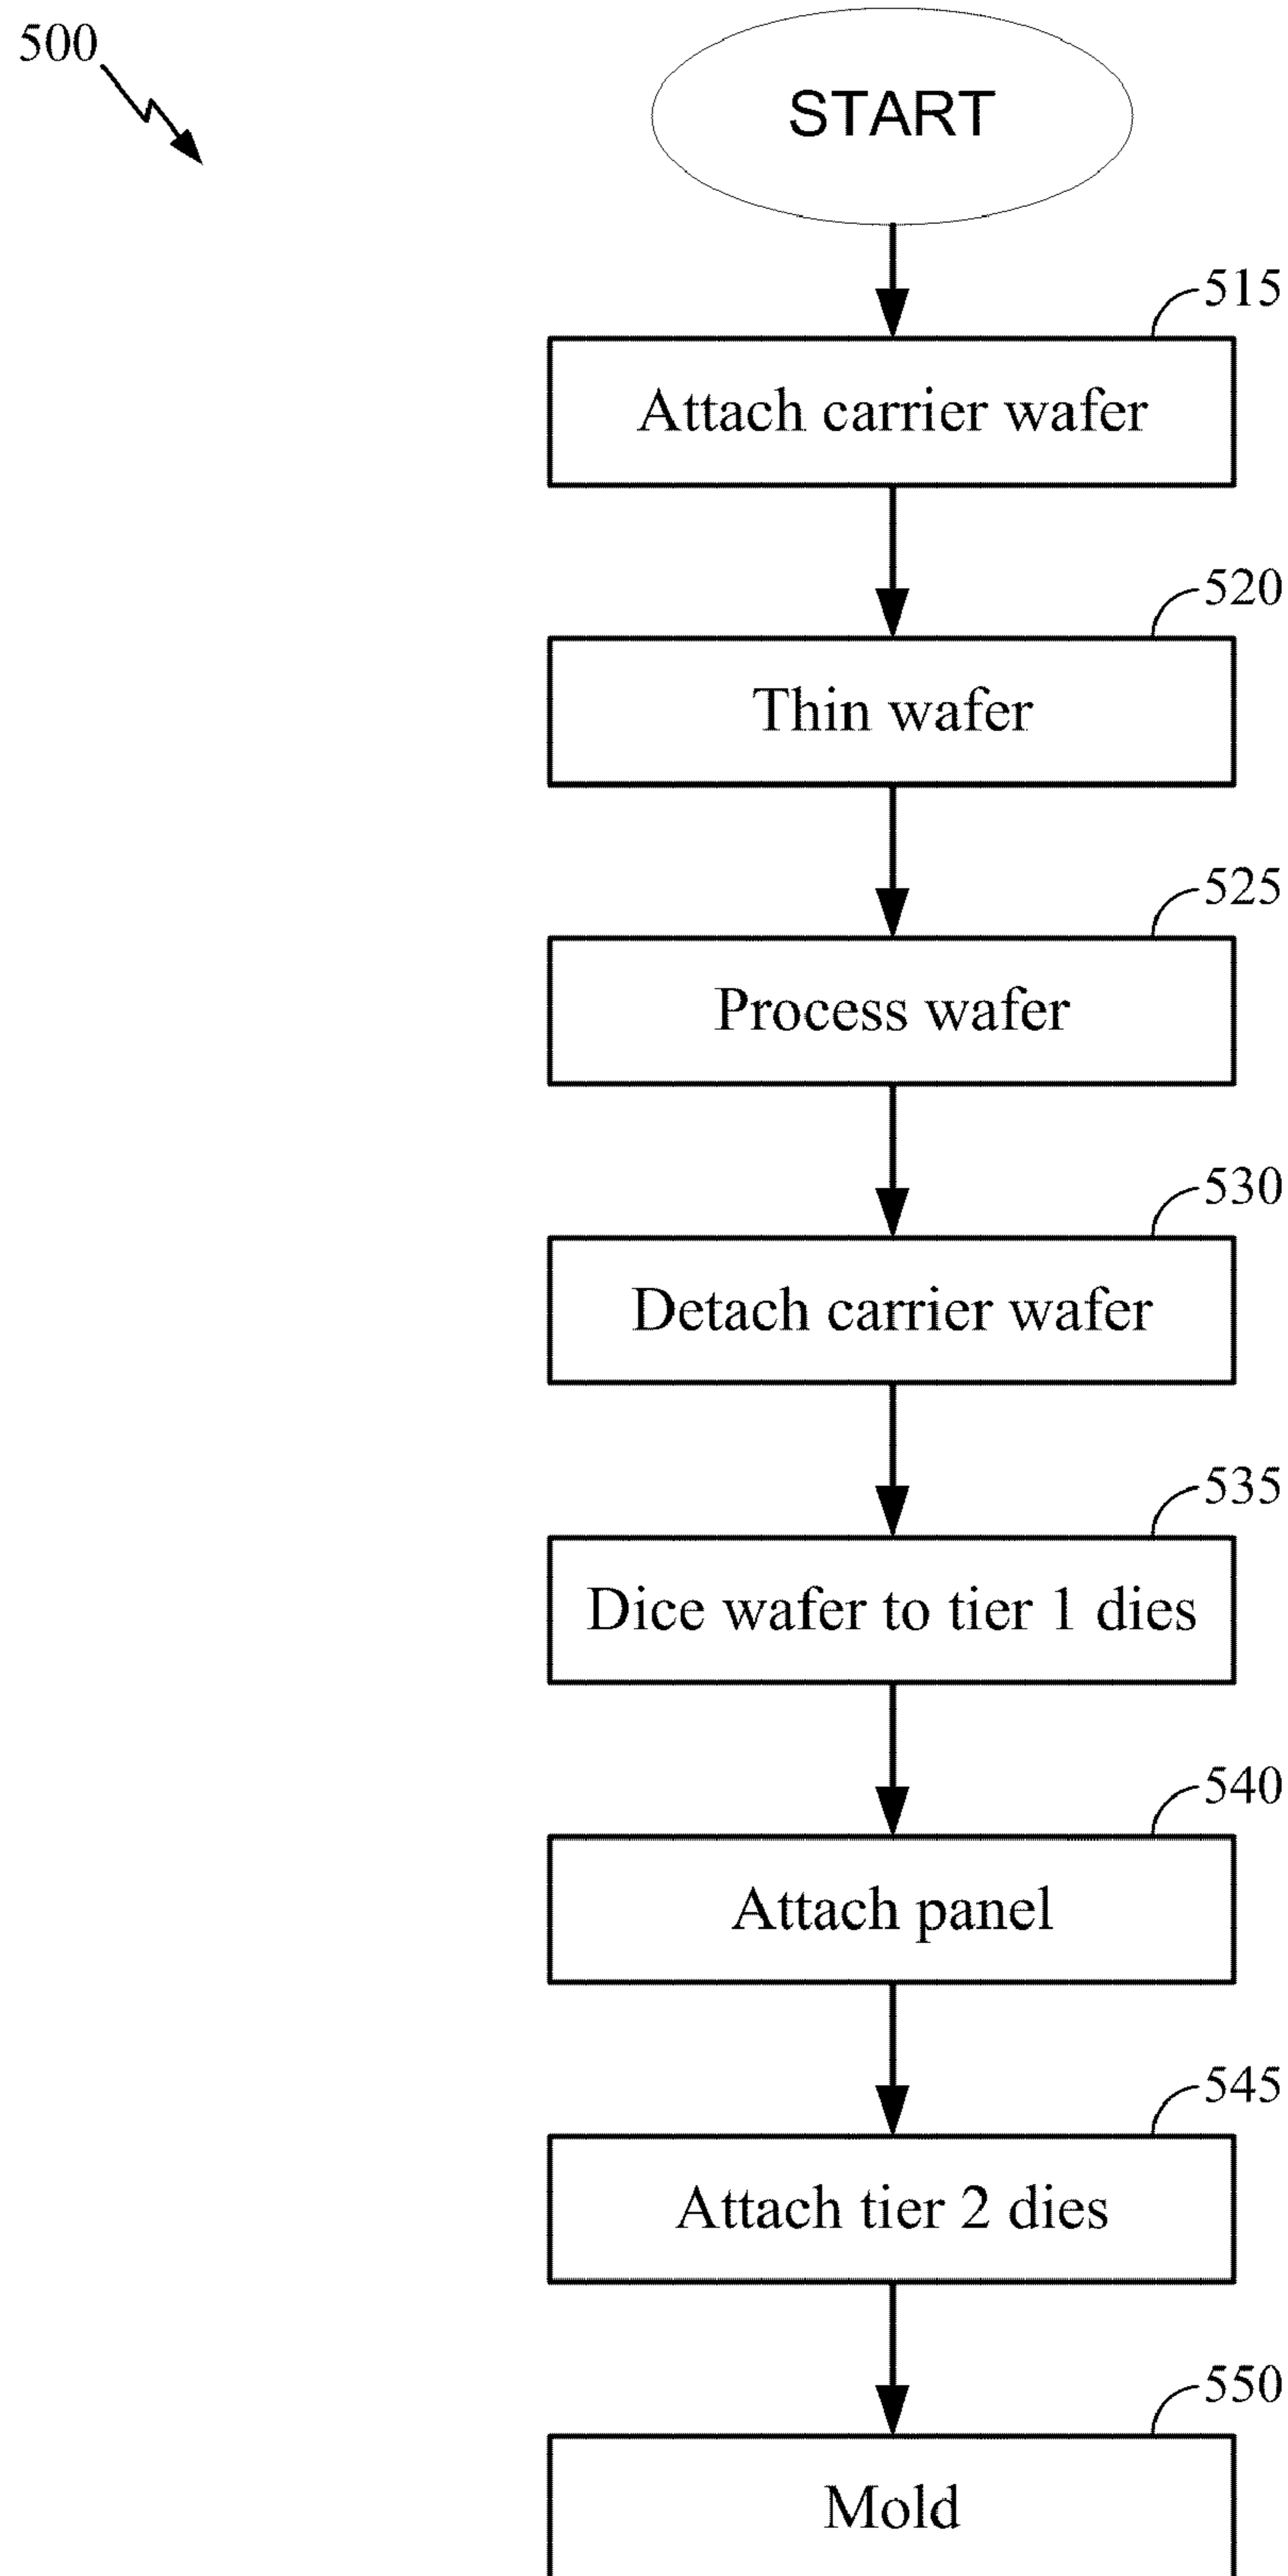 500
START
515
Attach carrier wafer
520
Thin wafer
525
Process wafer
530
Detach carrier wafer
535
Dice wafer to tier 1 dies
540
Attach panel
545
Attach tier 2 dies
550
Mold